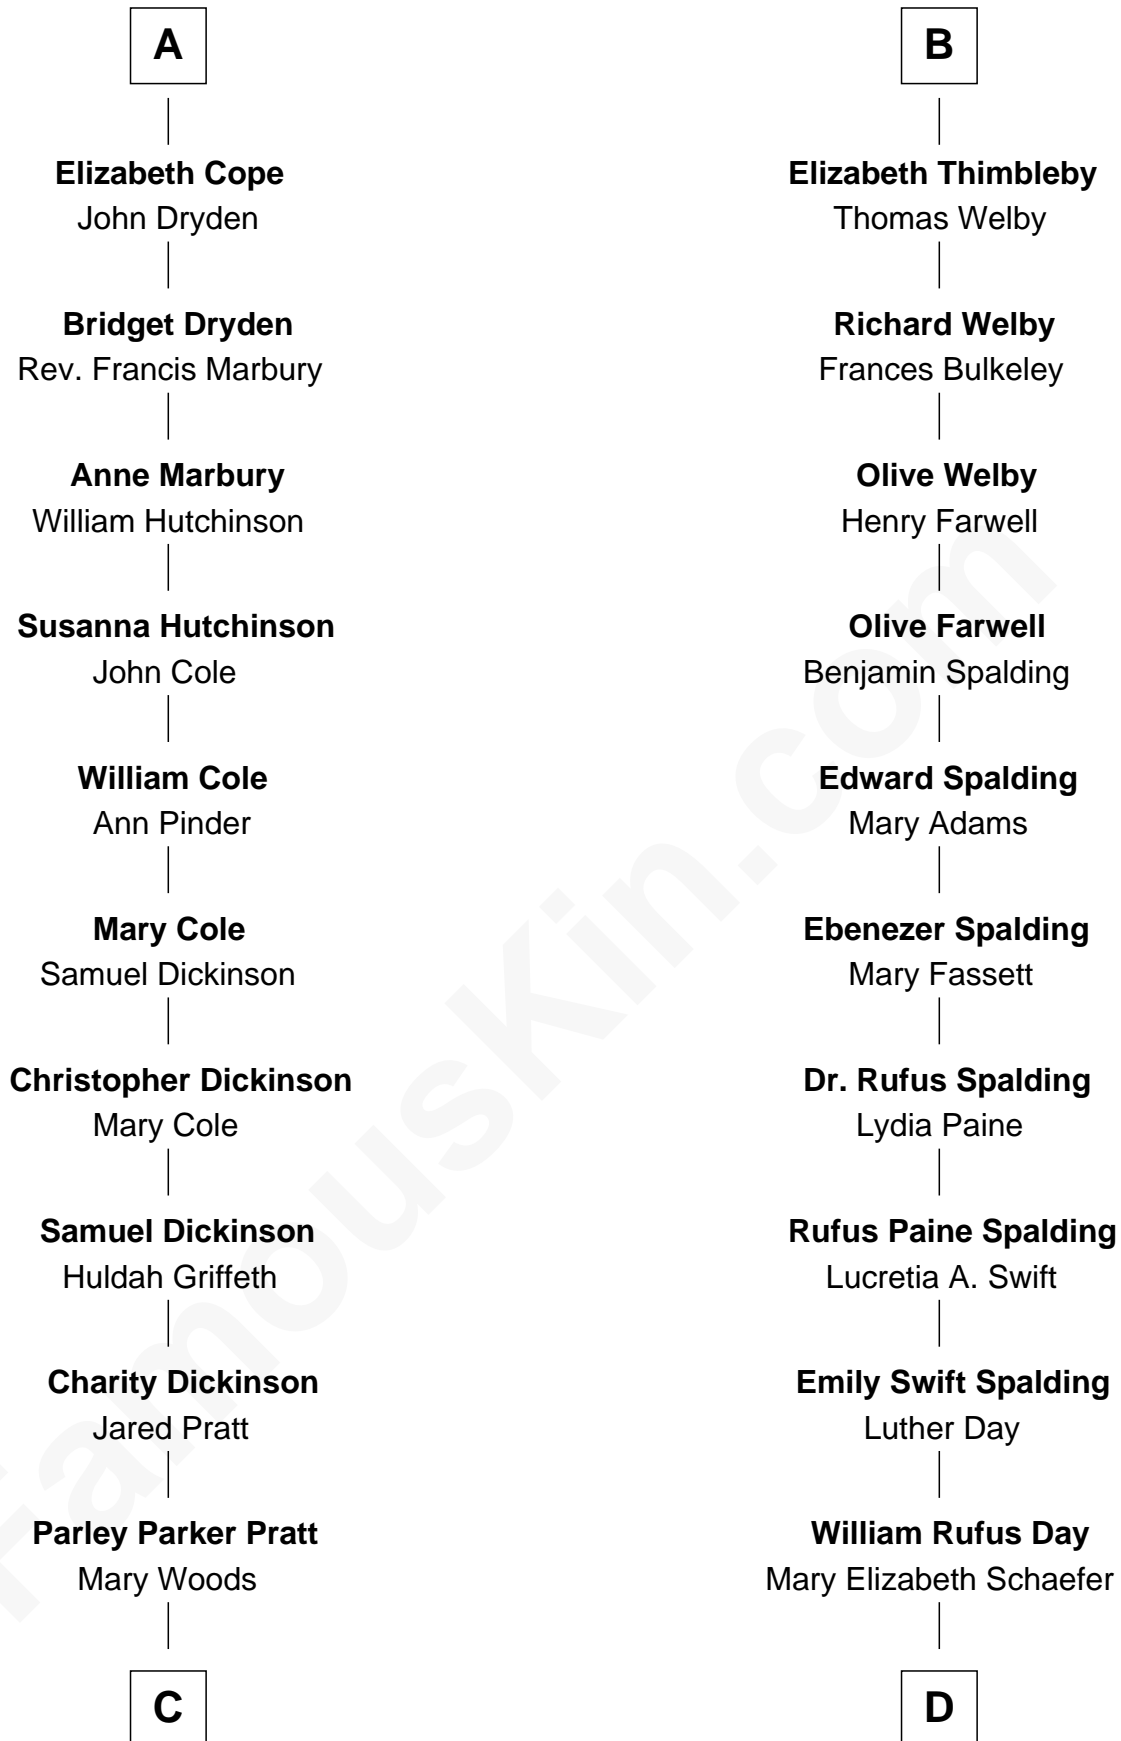 A
Elizabeth Cope
John Dryden
Bridget Dryden
Rev. Francis Marbury
Anne Marbury
William Hutchinson
Susanna Hutchinson
John Cole
William Cole
Ann Pinder
Mary Cole
Samuel Dickinson
Christopher Dickinson
Mary Cole
Samuel Dickinson
Huldah Griffeth
Charity Dickinson
Jared Pratt
Parley Parker Pratt
Mary Woods
C
B
Elizabeth Thimbleby
Thomas Welby
Richard Welby
Frances Bulkeley
Olive Welby
Henry Farwell
Olive Farwell
Benjamin Spalding
Edward Spalding
Mary Adams
Ebenezer Spalding
Mary Fassett
Dr. Rufus Spalding
Lydia Paine
Rufus Paine Spalding
Lucretia A. Swift
Emily Swift Spalding
Luther Day
William Rufus Day
Mary Elizabeth Schaefer
D
FamousKin.com